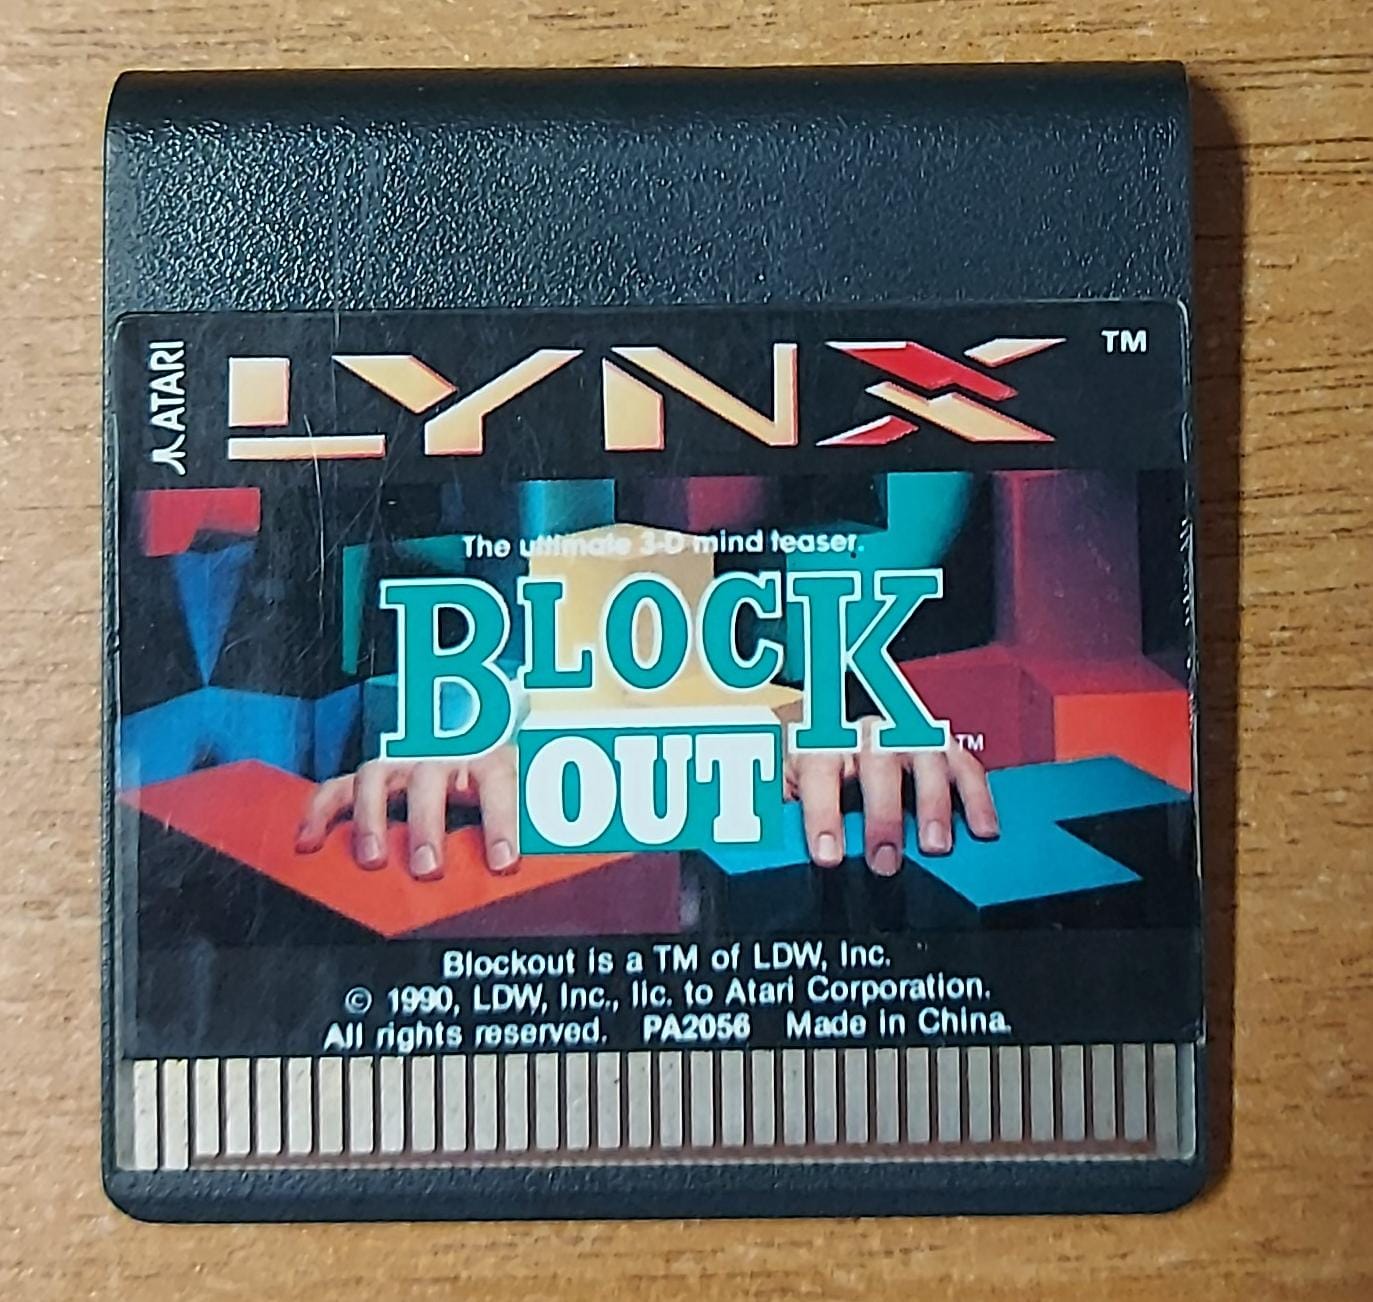 ATARI
LYNX TM
The ultimate 3-D mind teaser.
BLOCK
OUT TM
Blockout is a TM of LDW, Inc.
© 1990, LDW, Inc., lic. to Atari Corporation.
All rights reserved. PA2056 Made in China.